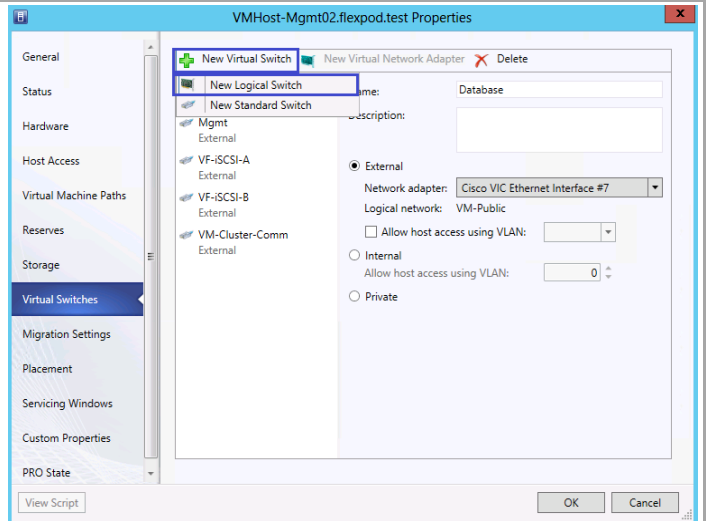 VMHost-Mgmt02.flexpod.test Properties
x
General
Status
Hardware
Host Access
Virtual Machine Paths
Reserves
Storage
Virtual Switches
Migration Settings
Placement
Servicing Windows
Custom Properties
PRO State
New Virtual Switch New Virtual Network Adapter Delete
New Logical Switch
New Standard Switch
Mgmt
External
VF-iSCSI-A
External
VF-iSCSI-B
External
VM-Cluster-Comm
External
ame: Database
Description:
External
Network adapter: Cisco VIC Ethernet Interface #7
Logical network: VM-Public
Allow host access using VLAN:
Internal
Allow host access using VLAN: 0
Private
View Script
OK Cancel